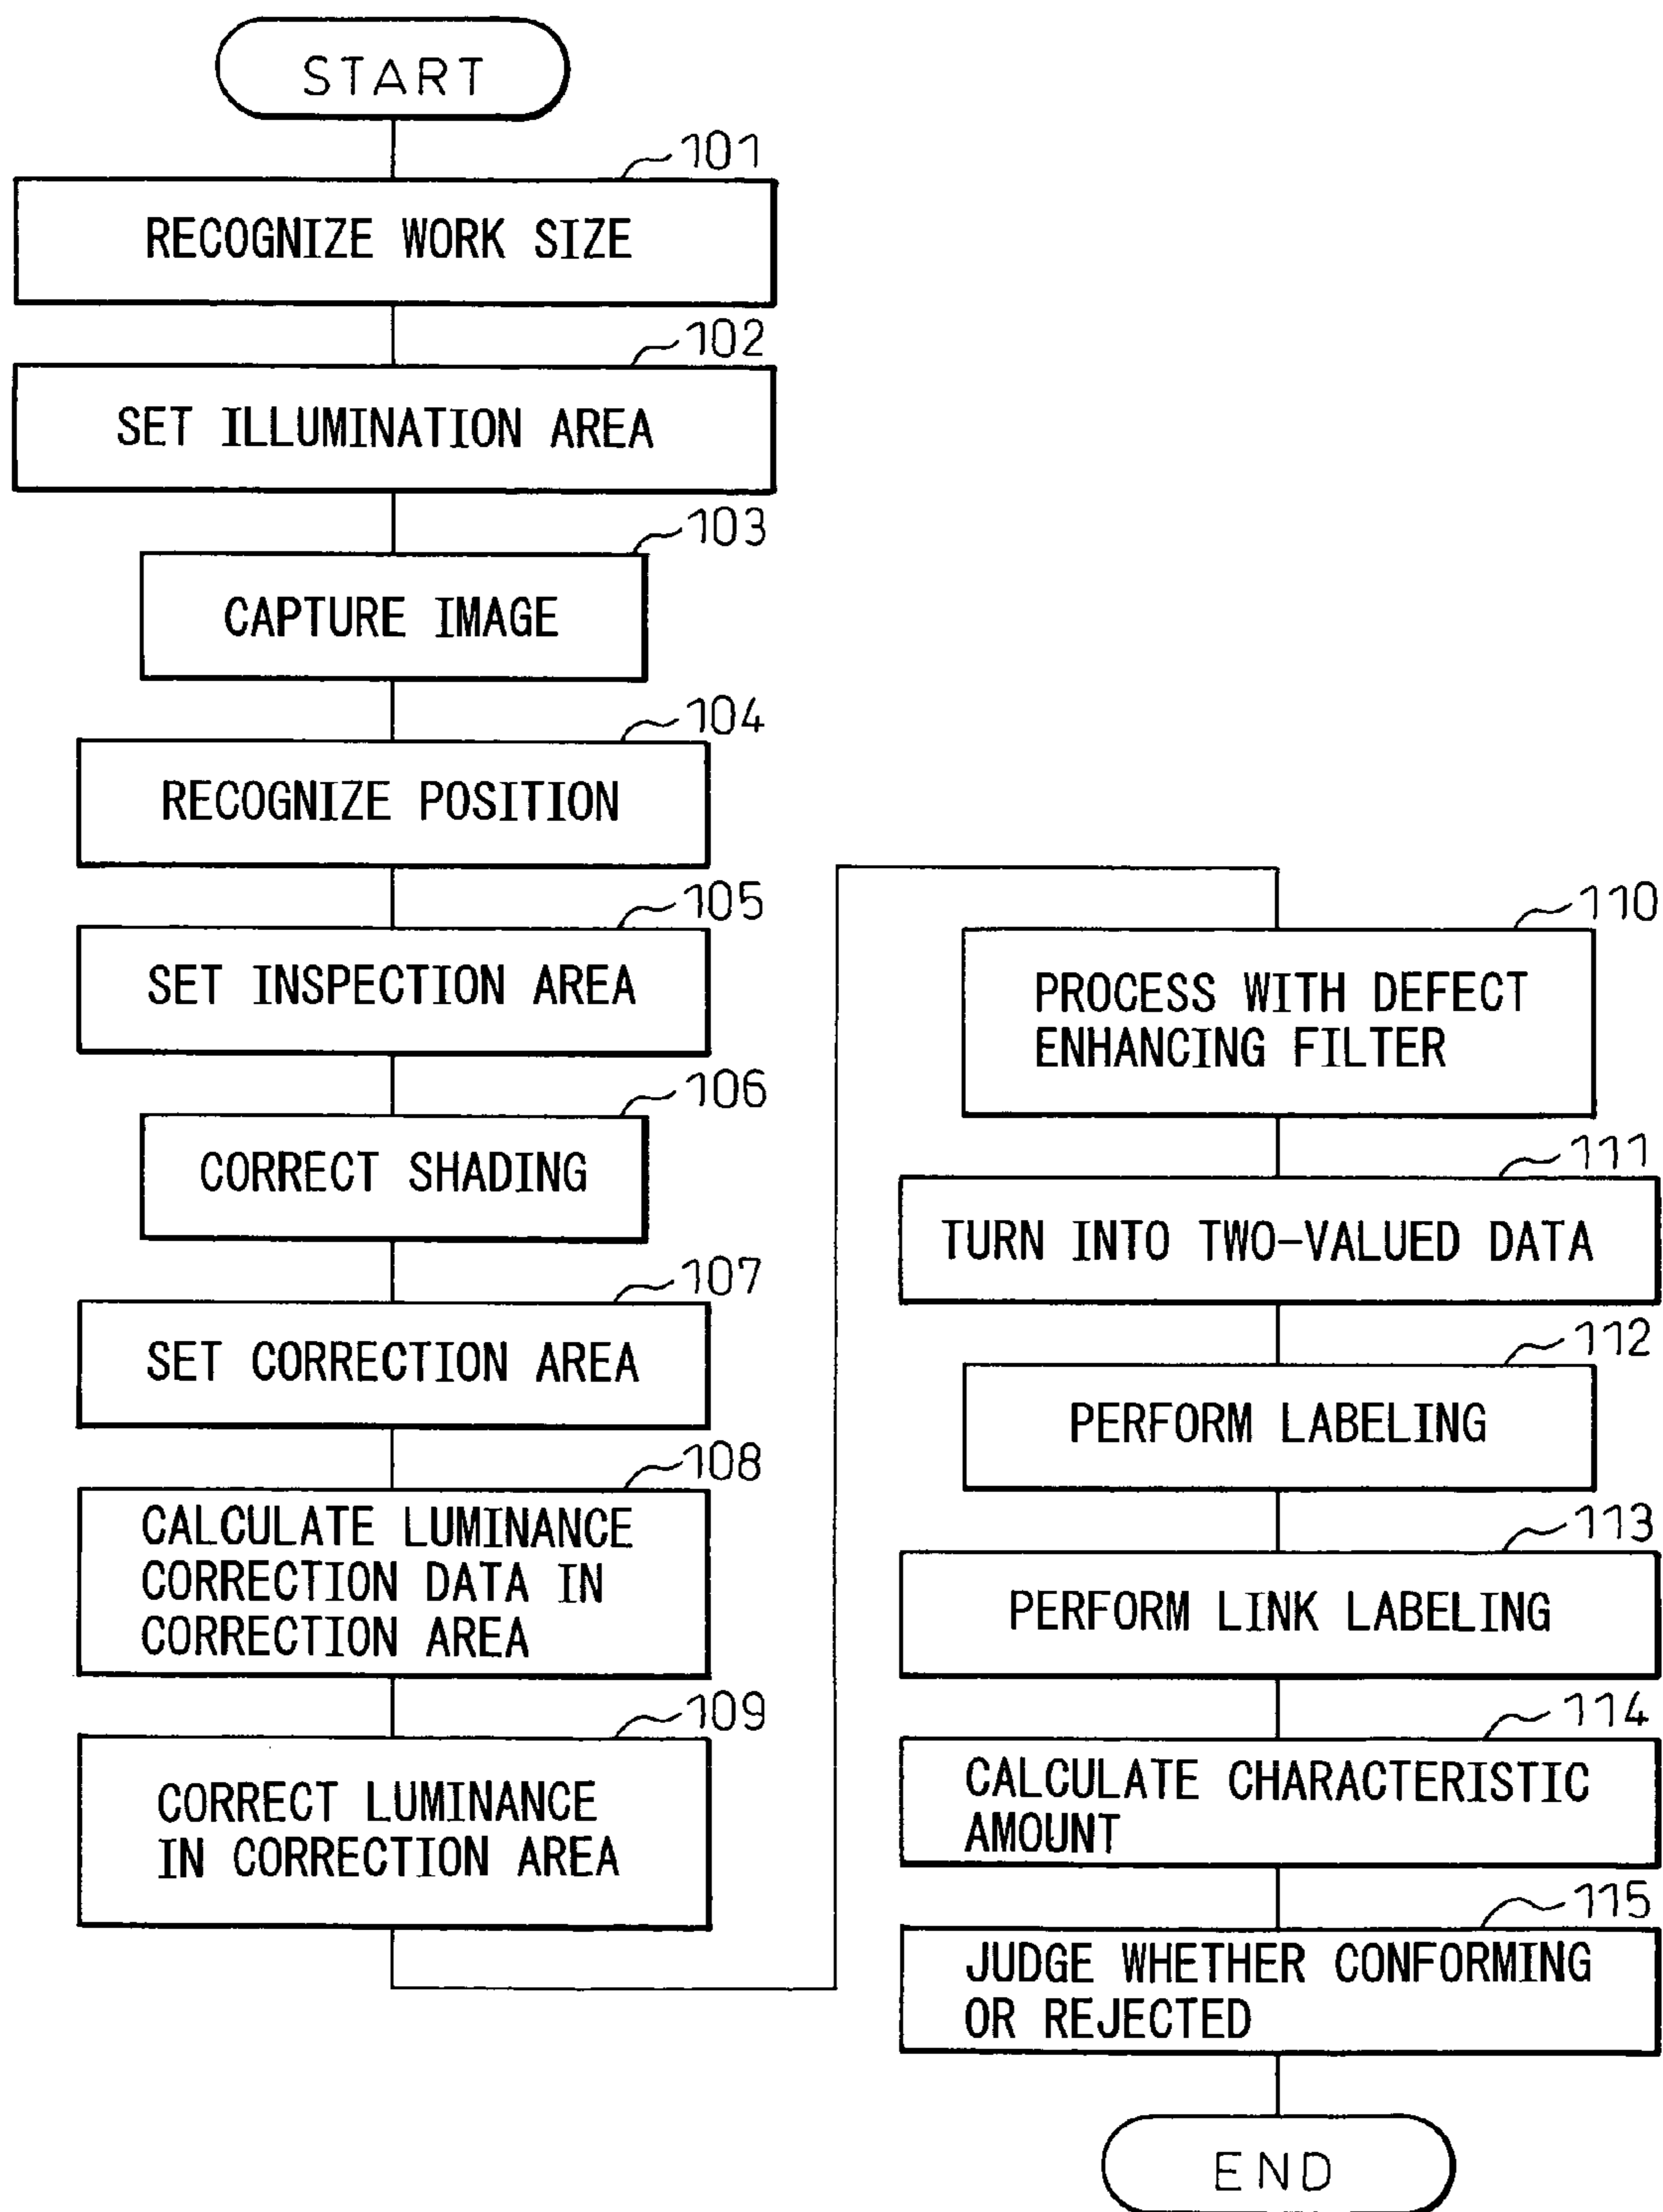 START
101
RECOGNIZE WORK SIZE
102
SET ILLUMINATION AREA
103
CAPTURE IMAGE
104
RECOGNIZE POSITION
105
SET INSPECTION AREA
106
CORRECT SHADING
107
SET CORRECTION AREA
108
CALCULATE LUMINANCE
CORRECTION DATA IN
CORRECTION AREA
109
CORRECT LUMINANCE
IN CORRECTION AREA
110
PROCESS WITH DEFECT
ENHANCING FILTER
111
TURN INTO TWO-VALUED DATA
112
PERFORM LABELING
113
PERFORM LINK LABELING
114
CALCULATE CHARACTERISTIC
AMOUNT
115
JUDGE WHETHER CONFORMING
OR REJECTED
END